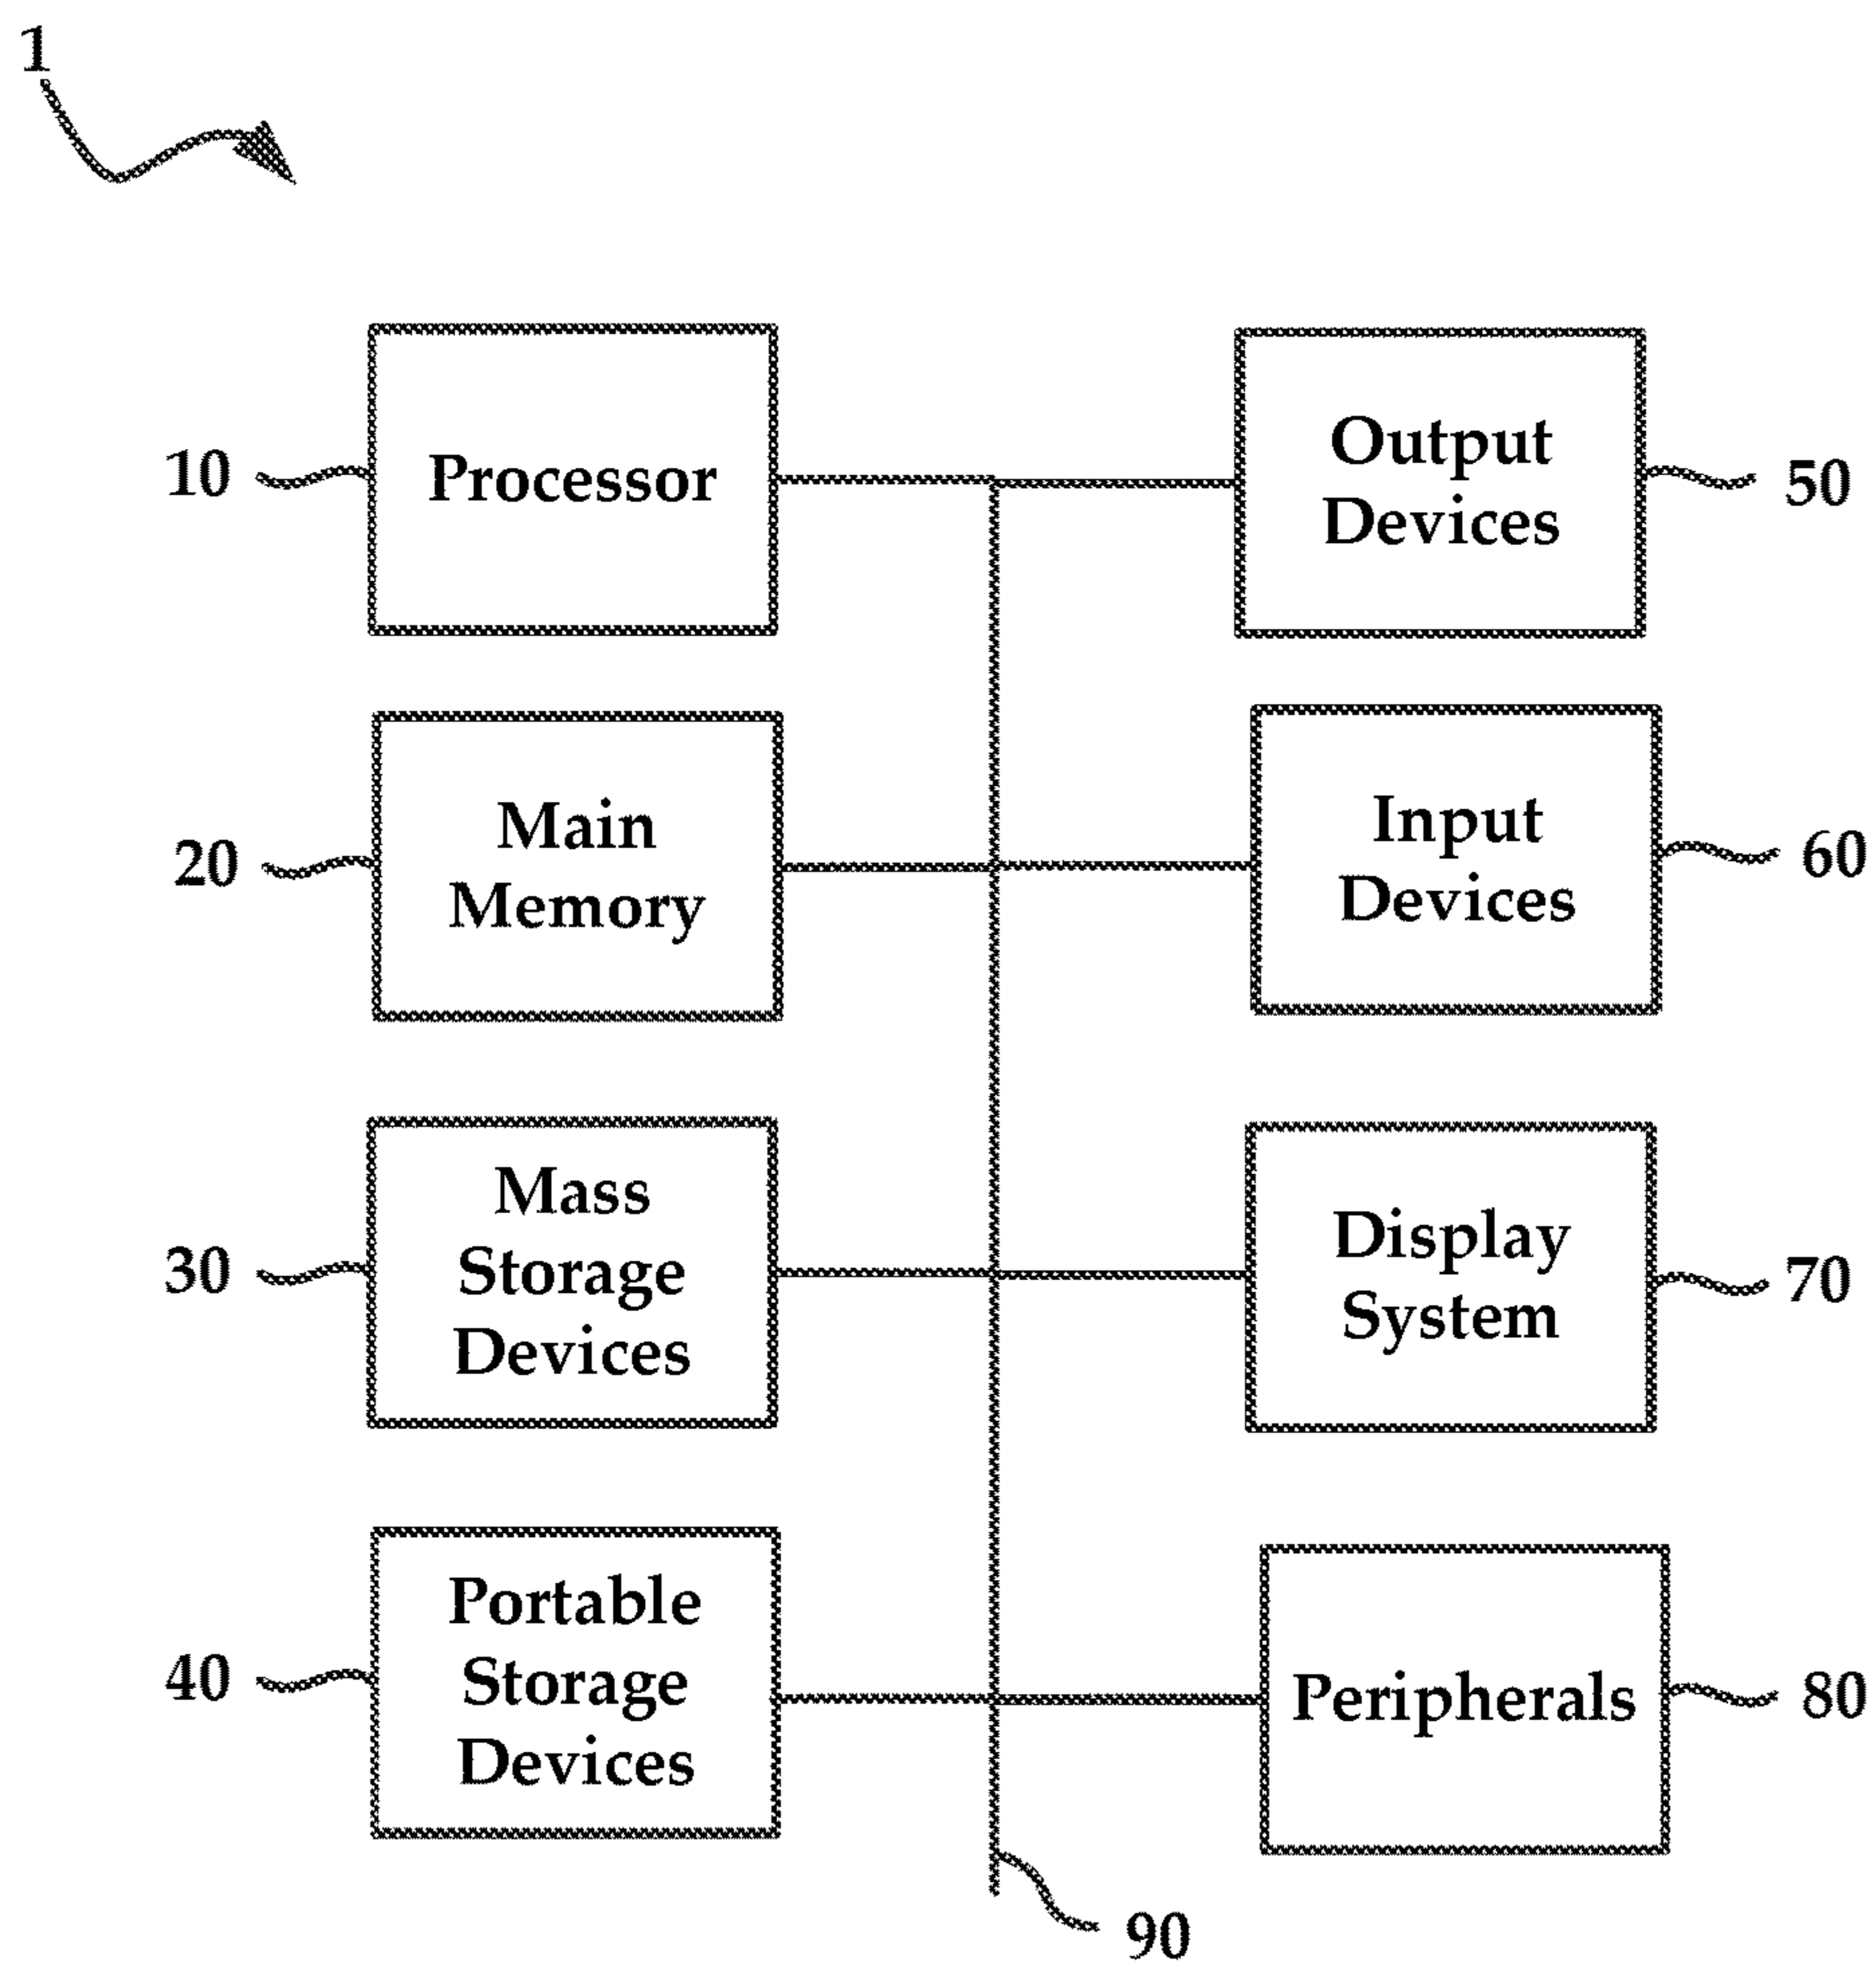 1
10
Processor
Output
Devices
50
20
Main
Memory
Input
Devices
60
30
Mass
Storage
Devices
Display
System
70
40
Portable
Storage
Devices
Peripherals
80
90